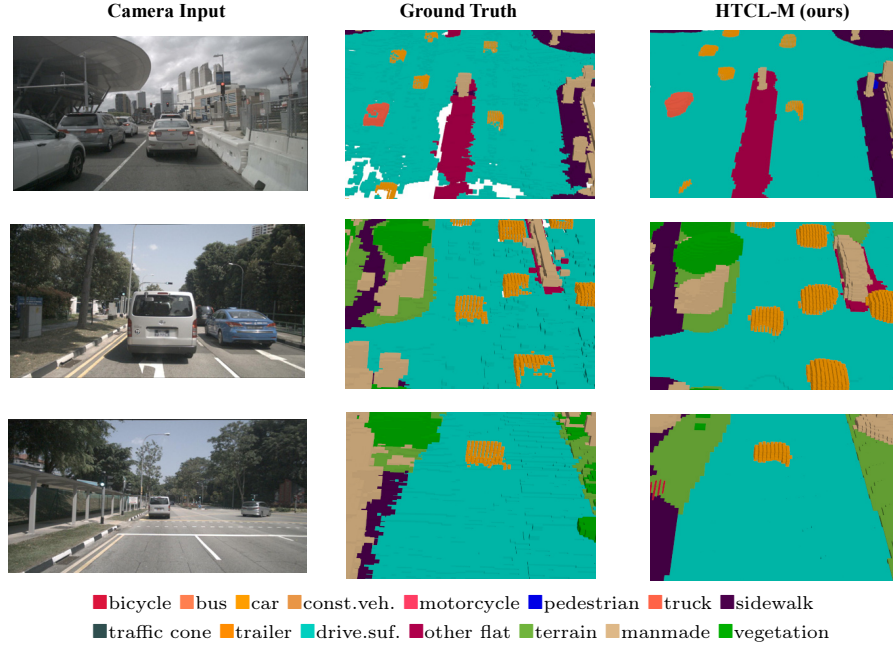 Camera Input Ground Truth HTCL-M (ours)
bicycle bus car const.veh. motorcycle pedestrian truck sidewalk
traffic cone trailer drive.suf. other flat terrain manmade vegetation